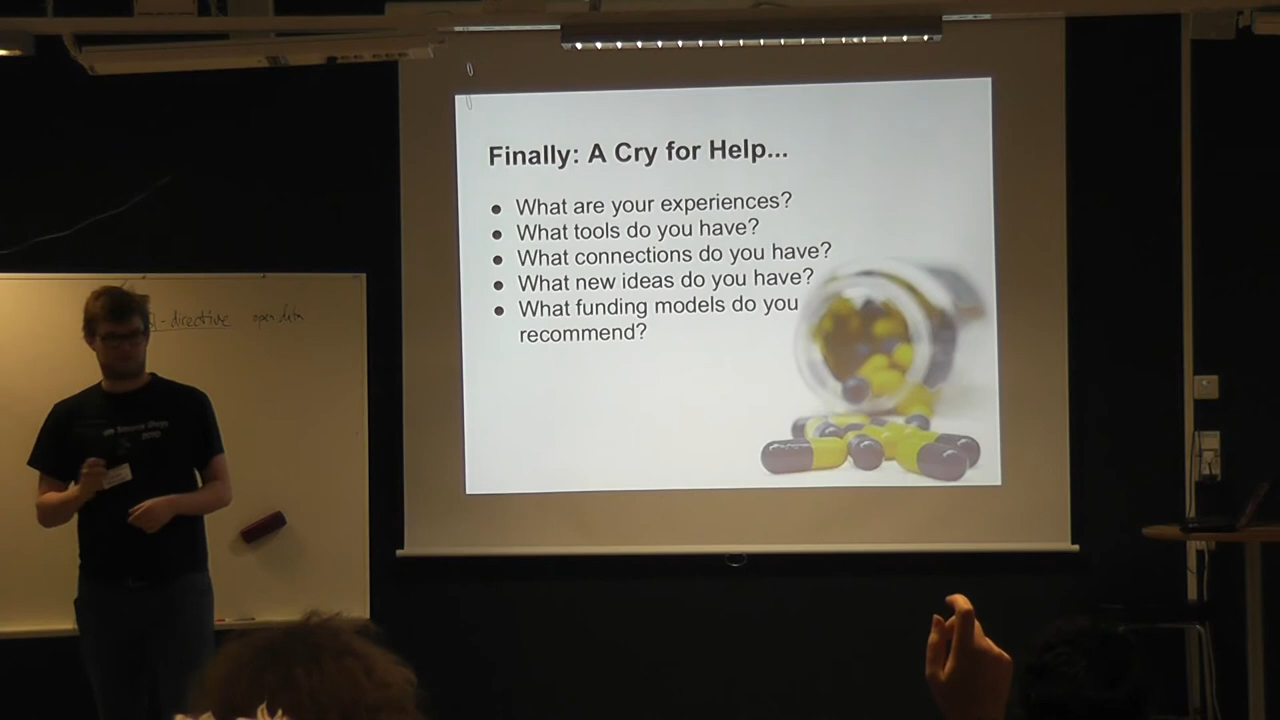 Finally: A Cry for Help...
● What are your experiences?
● What tools do you have?
● What connections do you have?
● What new ideas do you have?
● What funding models do you
recommend?
-directive open data
2010